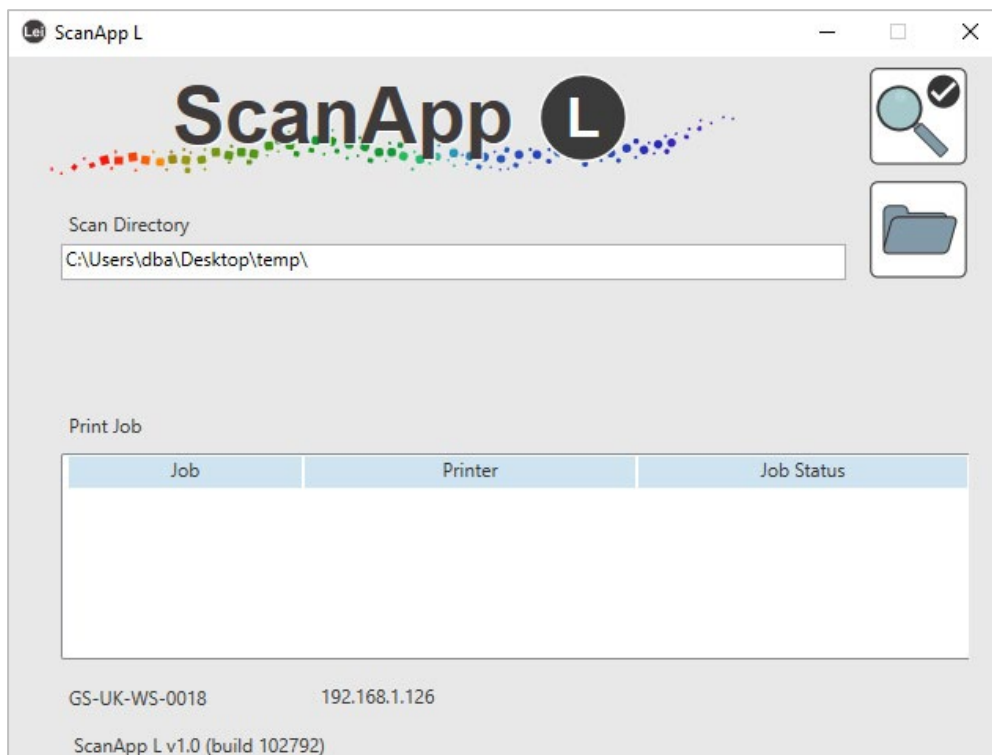 Lei ScanApp L
ScanApp L
Scan Directory
C:\Users\dba\Desktop\temp\
Print Job
Job Printer Job Status
GS-UK-WS-0018 192.168.1.126
ScanApp L v1.0 (build 102792)